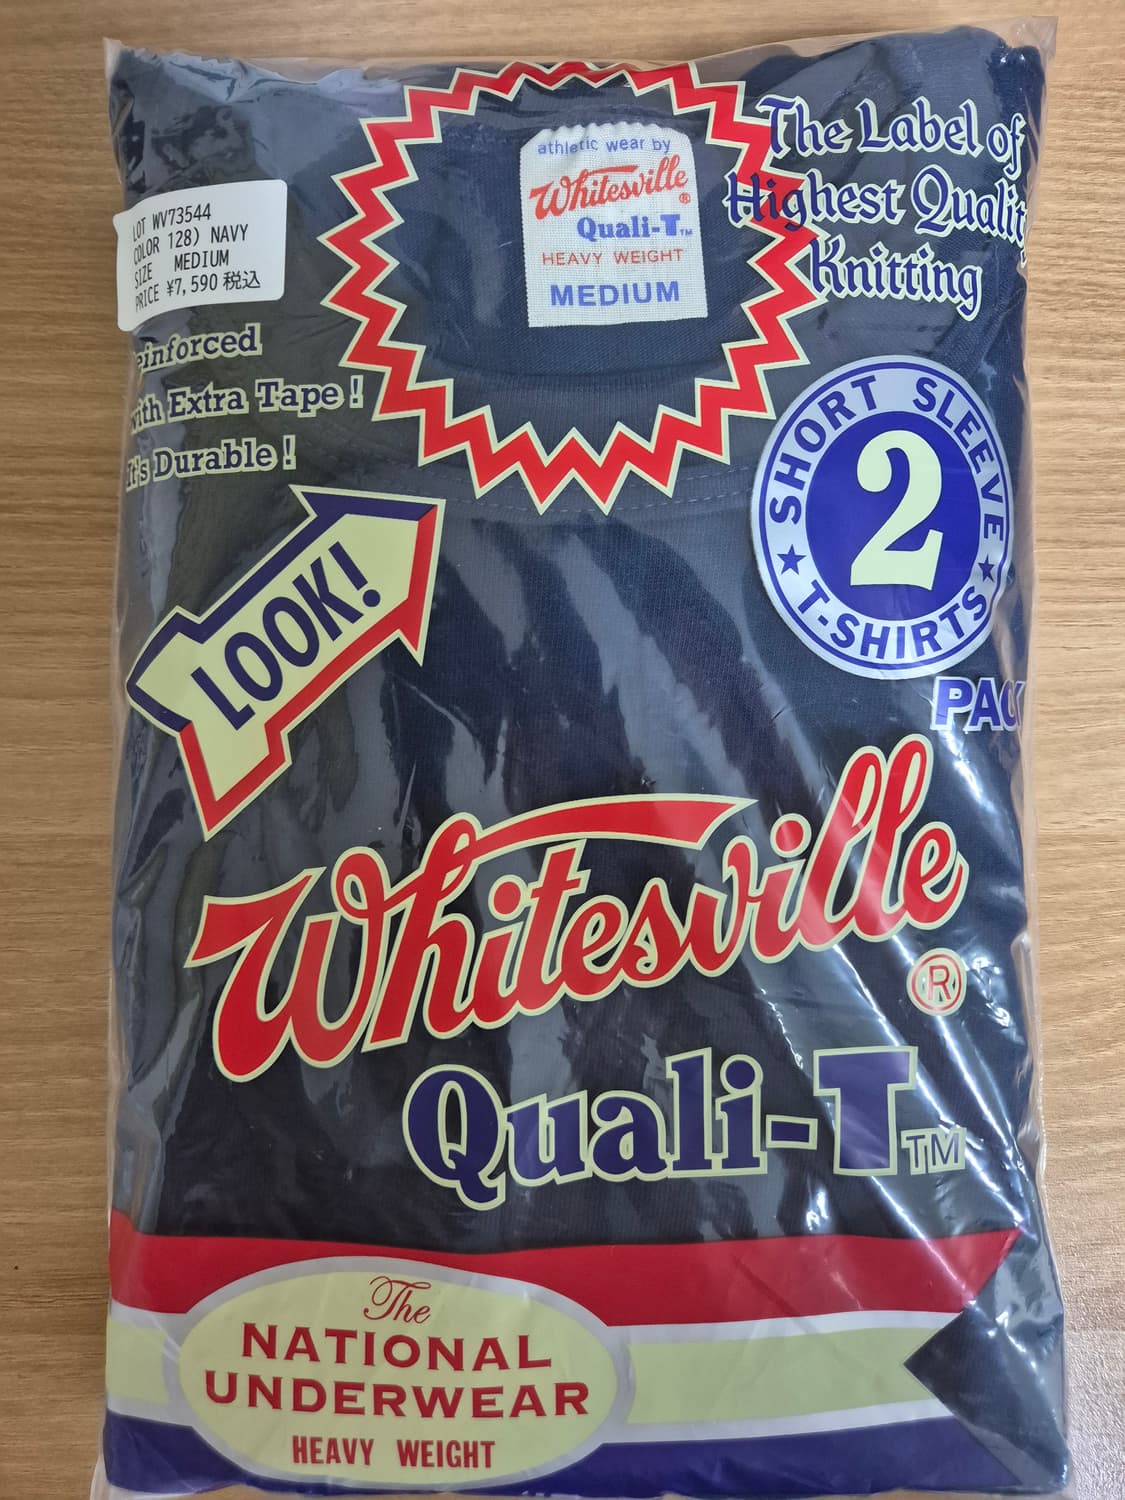 The Label of
Highest Quality
Knitting
athletic wear by
Whitesville
®
Quali-T™
HEAVY WEIGHT
MEDIUM
LOT WV73544
COLOR 128) NAVY
SIZE MEDIUM
PRICE ¥7,590 税込
einforced
with Extra Tape !
It's Durable !
SHORT SLEEVE
2
★ T-SHIRTS ★
PACK
LOOK!
Whitesville
®
Quali-T™
The
NATIONAL
UNDERWEAR
HEAVY WEIGHT